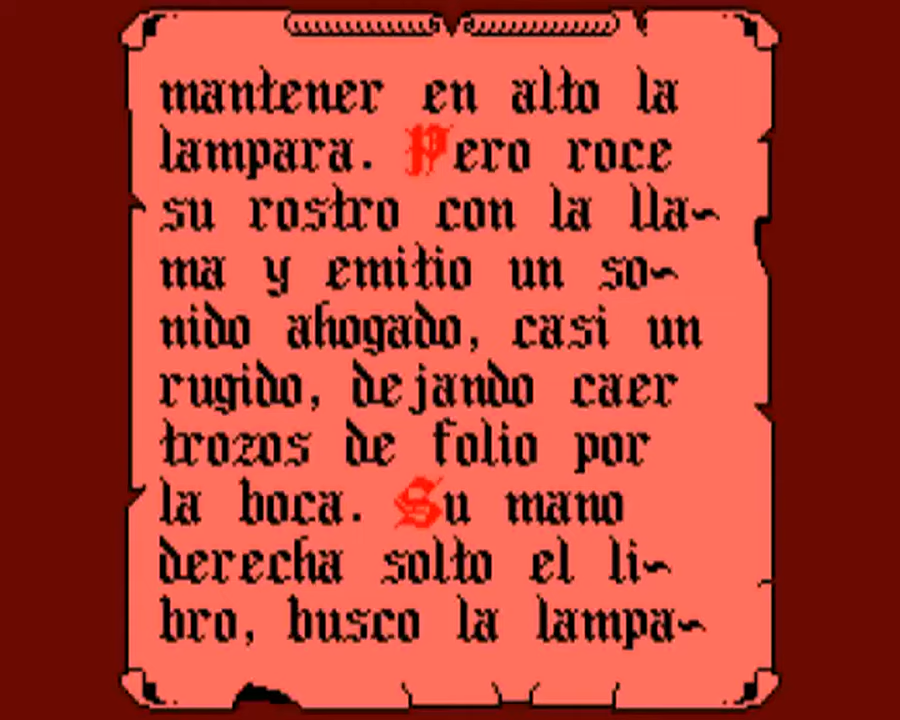 mantener en alto la
lampara. Pero roce
su rostro con la lla~
ma y emitio un so~
nido ahogado, casi un
rugido, dejando caer
trozos de folio por
la boca. Su mano
derecha solto el li~
bro, busco la lampa~